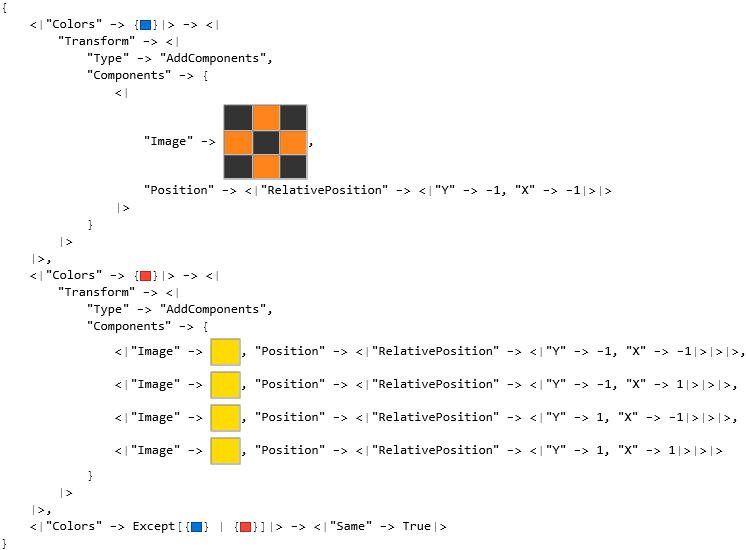 {
<|"Colors" -> {}|> -> <|
"Transform" -> <|
"Type" -> "AddComponents",
"Components" -> {
<|
"Image" -> ,
"Position" -> <|"RelativePosition" -> <|"Y" -> -1, "X" -> -1|>|>
|>
}
|>
|>,
<|"Colors" -> {}|> -> <|
"Transform" -> <|
"Type" -> "AddComponents",
"Components" -> {
<|"Image" -> , "Position" -> <|"RelativePosition" -> <|"Y" -> -1, "X" -> -1|>|>|>,
<|"Image" -> , "Position" -> <|"RelativePosition" -> <|"Y" -> -1, "X" -> 1|>|>|>,
<|"Image" -> , "Position" -> <|"RelativePosition" -> <|"Y" -> 1, "X" -> -1|>|>|>,
<|"Image" -> , "Position" -> <|"RelativePosition" -> <|"Y" -> 1, "X" -> 1|>|>|>
}
|>
|>,
<|"Colors" -> Except[{} | {}]|> -> <|"Same" -> True|>
}